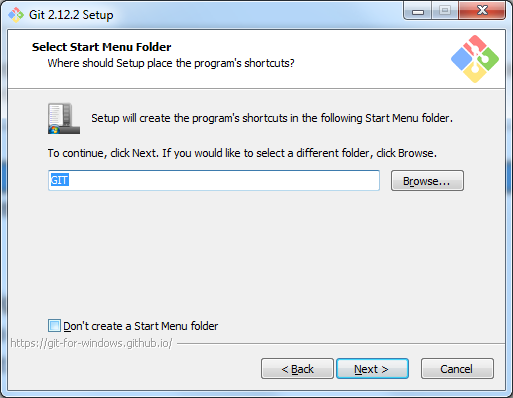 Git 2.12.2 Setup
Select Start Menu Folder
Where should Setup place the program's shortcuts?
Setup will create the program's shortcuts in the following Start Menu folder.
To continue, click Next. If you would like to select a different folder, click Browse.
GIT
Browse...
Don't create a Start Menu folder
https://git-for-windows.github.io/
< Back
Next >
Cancel